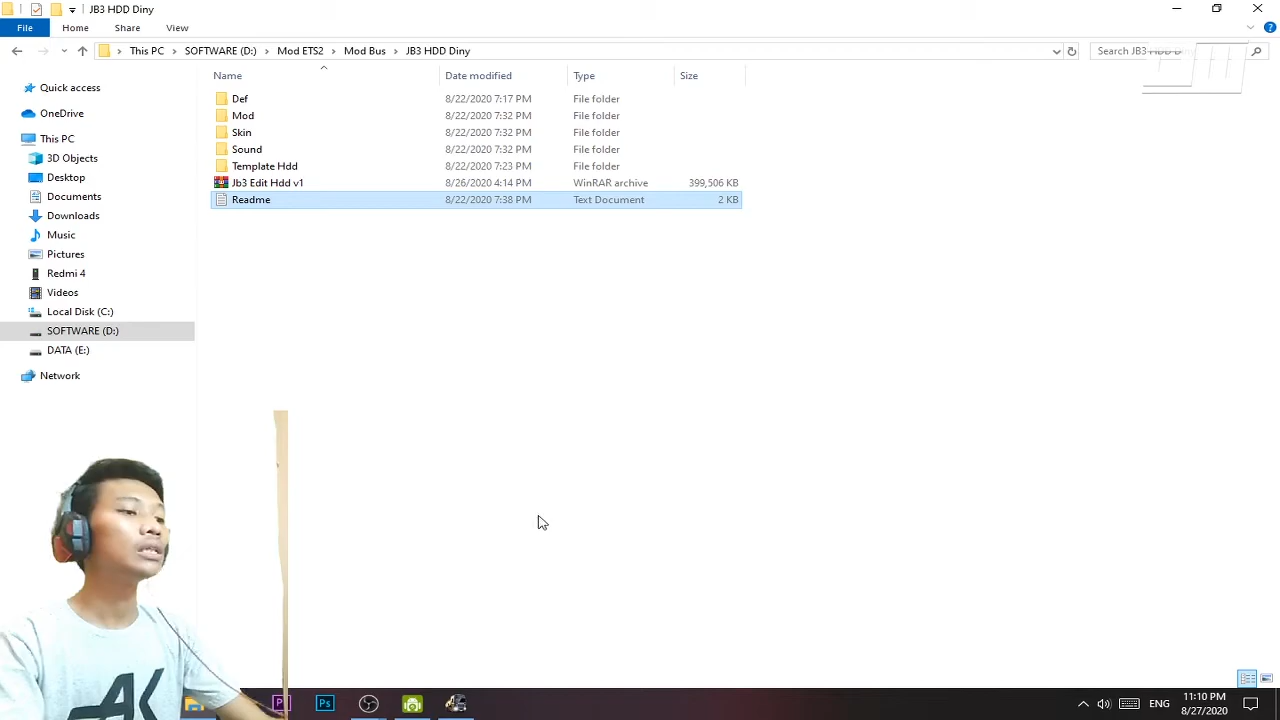 JB3 HDD Diny
File Home Share View
This PC SOFTWARE (D:) Mod ETS2 Mod Bus JB3 HDD Diny
Search JB3 HDD Diny
Name Date modified Type Size
Quick access
OneDrive
This PC
3D Objects
Desktop
Documents
Downloads
Music
Pictures
Redmi 4
Videos
Local Disk (C:)
SOFTWARE (D:)
DATA (E:)
Network
Def 8/22/2020 7:17 PM File folder
Mod 8/22/2020 7:32 PM File folder
Skin 8/22/2020 7:32 PM File folder
Sound 8/22/2020 7:32 PM File folder
Template Hdd 8/22/2020 7:23 PM File folder
Jb3 Edit Hdd v1 8/26/2020 4:14 PM WinRAR archive 399,506 KB
Readme 8/22/2020 7:38 PM Text Document 2 KB
AK
Ps
ENG
11:10 PM
8/27/2020